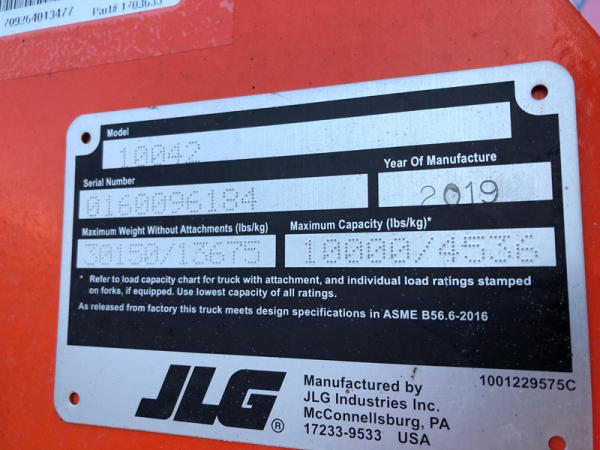 709264013477
Part# 1703635
Model
10042
Serial Number
0160096184
Year Of Manufacture
2019
Maximum Weight Without Attachments (lbs/kg)
30150/13675
Maximum Capacity (lbs/kg)*
10000/4536
* Refer to load capacity chart for truck with attachment, and individual load ratings stamped
on forks, if equipped. Use lowest capacity of all ratings.
As released from factory this truck meets design specifications in ASME B56.6-2016
JLG®
Manufactured by
JLG Industries Inc.
McConnellsburg, PA
17233-9533 USA
1001229575C